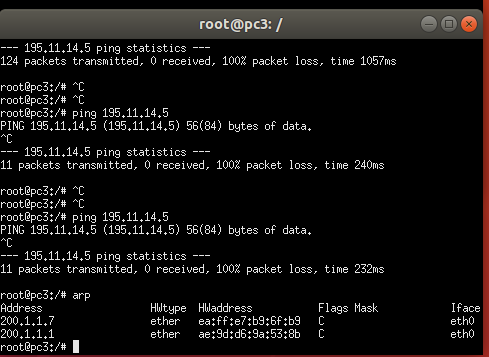 root@pc3: /
--- 195.11.14.5 ping statistics ---
124 packets transmitted, 0 received, 100% packet loss, time 1057ms
root@pc3:/# ^C
root@pc3:/# ^C
root@pc3:/# ping 195.11.14.5
PING 195.11.14.5 (195.11.14.5) 56(84) bytes of data.
^C
--- 195.11.14.5 ping statistics ---
11 packets transmitted, 0 received, 100% packet loss, time 240ms
root@pc3:/# ^C
root@pc3:/# ^C
root@pc3:/# ping 195.11.14.5
PING 195.11.14.5 (195.11.14.5) 56(84) bytes of data.
^C
--- 195.11.14.5 ping statistics ---
11 packets transmitted, 0 received, 100% packet loss, time 232ms
root@pc3:/# arp
Address HWtype HWaddress Flags Mask Iface
200.1.1.7 ether ea:ff:e7:b9:6f:b9 C eth0
200.1.1.1 ether ae:9d:d6:9a:53:8b C eth0
root@pc3:/#